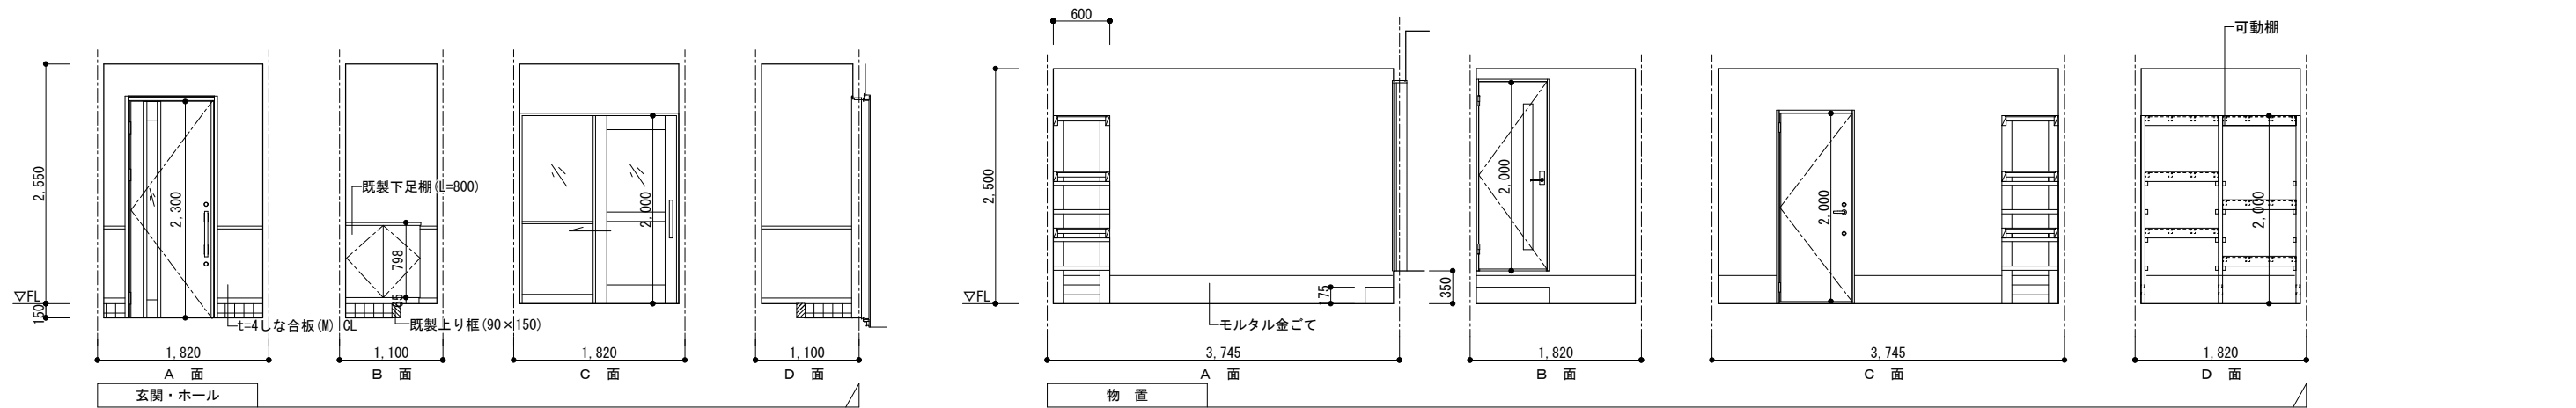 2,550
150
▽FL
2,300
t=4しな合板(M) CL
1,820
A 面
既製下足棚(L=800)
798
65
既製上り框(90×150)
1,100
B 面
2,000
1,820
C 面
1,100
D 面
玄関・ホール
600
2,500
▽FL
モルタル金ごて
175
350
3,745
A 面
2,000
1,820
B 面
2,000
3,745
C 面
可動棚
2,000
1,820
D 面
物 置